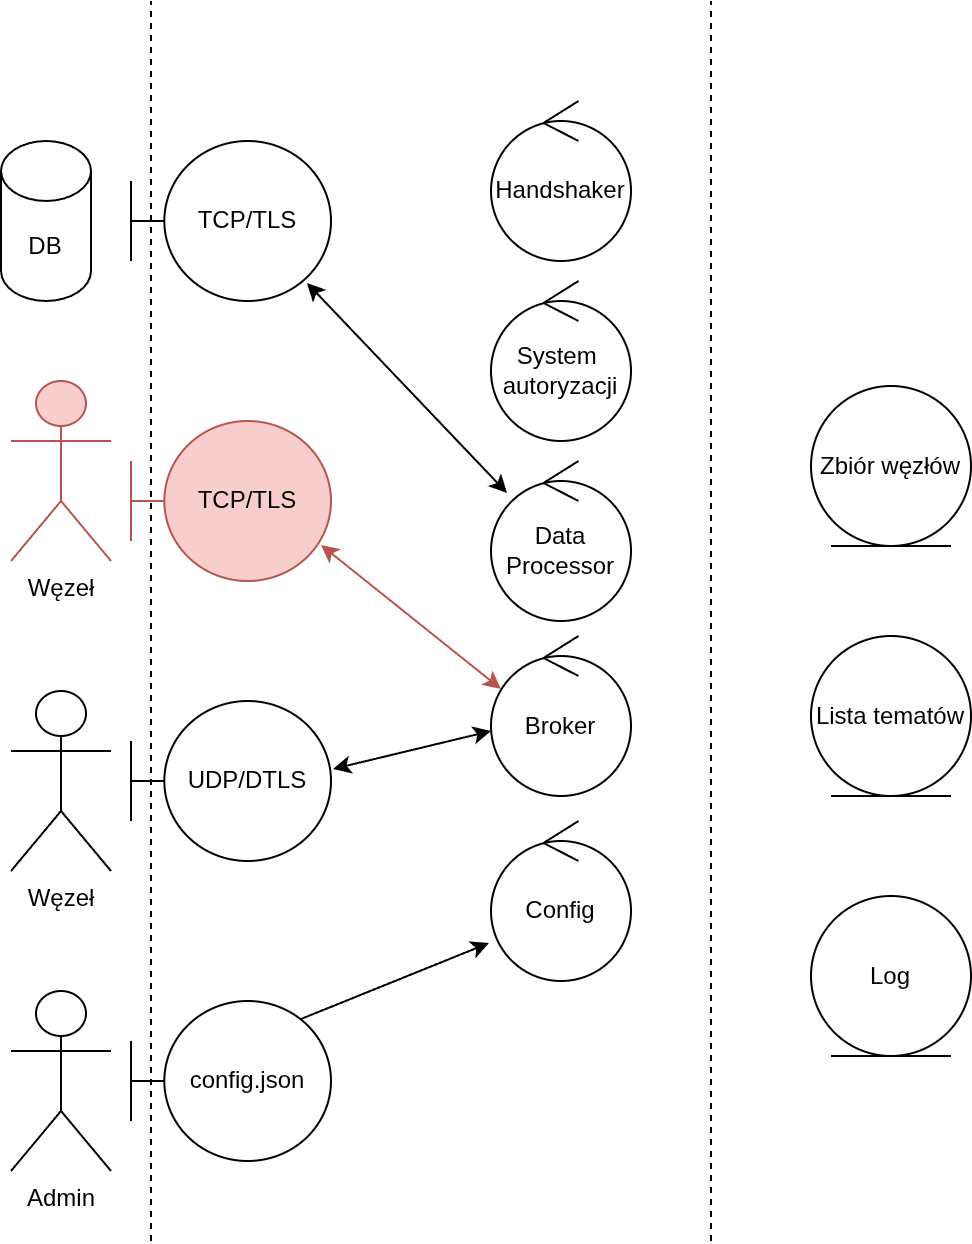 Handshaker
TCP/TLS
DB
System
autoryzacji
Zbiór węzłów
TCP/TLS
Data
Processor
Węzeł
Lista tematów
Broker
UDP/DTLS
Węzeł
Config
Log
config.json
Admin